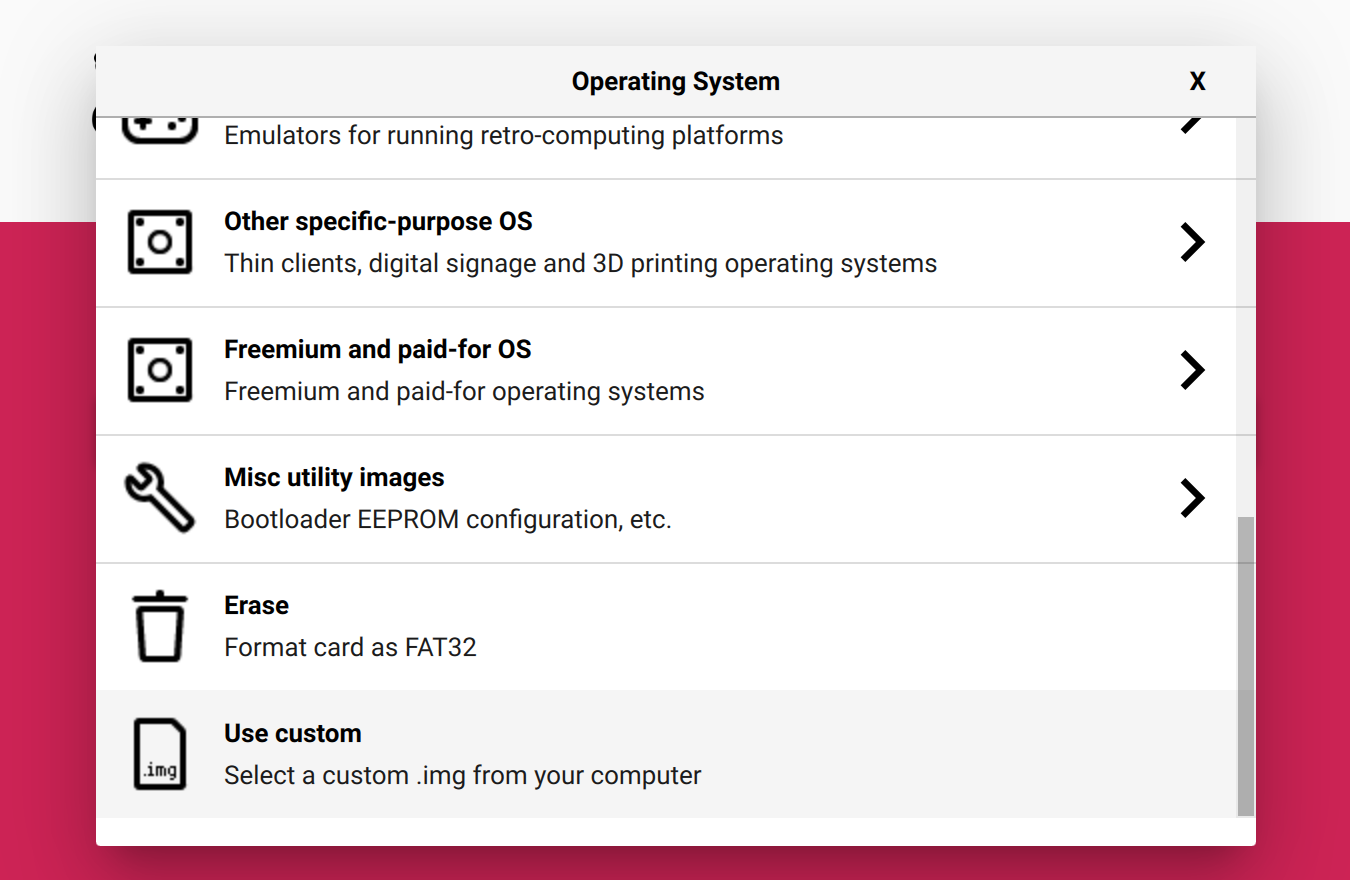 Operating System X
Emulators for running retro-computing platforms
Other specific-purpose OS
Thin clients, digital signage and 3D printing operating systems
Freemium and paid-for OS
Freemium and paid-for operating systems
Misc utility images
Bootloader EEPROM configuration, etc.
Erase
Format card as FAT32
.img
Use custom
Select a custom .img from your computer